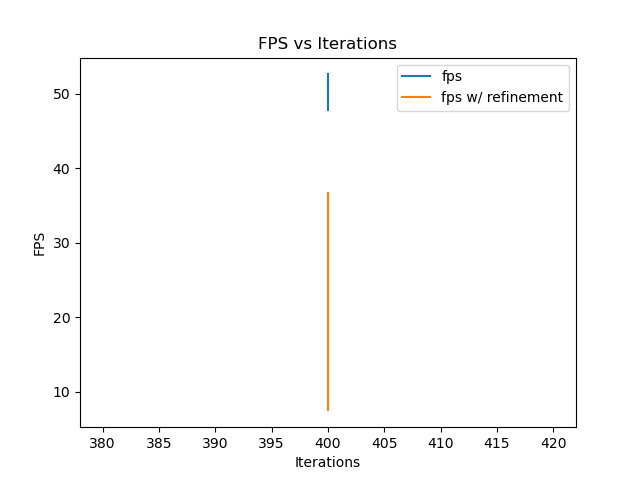 FPS vs Iterations
fps
fps w/ refinement
FPS
50
40
30
20
10
380 385 390 395 400 405 410 415 420
Iterations